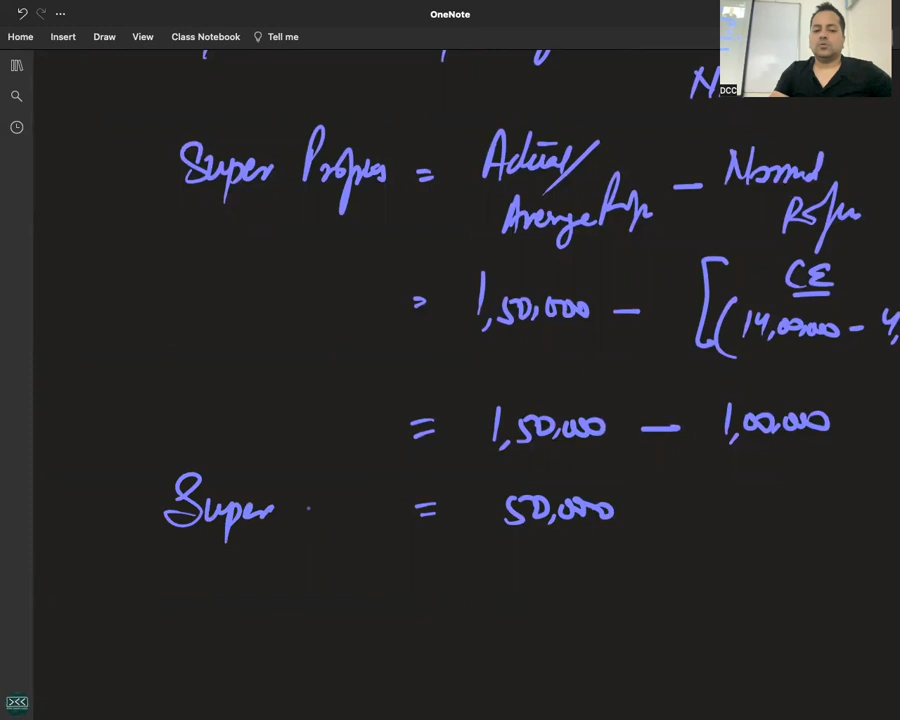 OneNote
Home Insert Draw View Class Notebook Tell me
DCC
Super Profits = Actual/ Average Profit - Normal Profit
= 1,50,000 - [ CE (14,00,000 - 4,
= 1,50,000 - 1,00,000
Super = 50,000